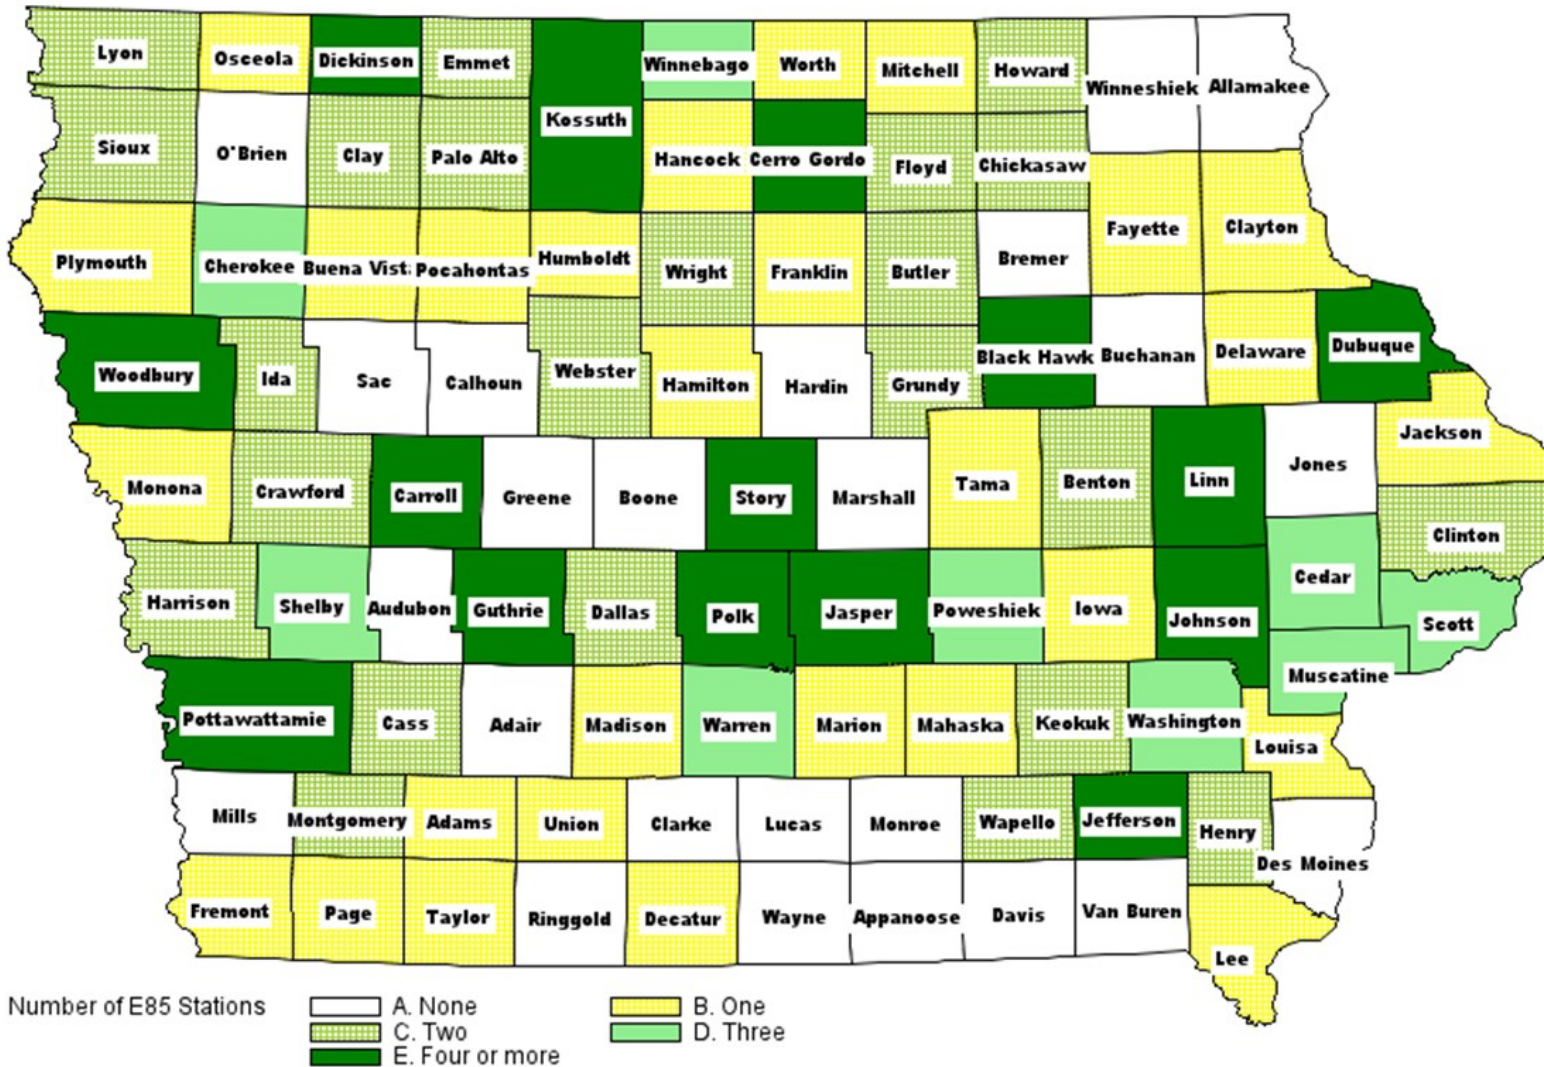 Lyon
Osceola
Dickinson
Emmet
Kossuth
Winnebago
Worth
Mitchell
Howard
Winneshiek
Allamakee
Sioux
O'Brien
Clay
Palo Alto
Hancock
Cerro Gordo
Floyd
Chickasaw
Plymouth
Cherokee
Buena Vist
Pocahontas
Humboldt
Wright
Franklin
Butler
Bremer
Fayette
Clayton
Woodbury
Ida
Sac
Calhoun
Webster
Hamilton
Hardin
Grundy
Black Hawk
Buchanan
Delaware
Dubuque
Monona
Crawford
Carroll
Greene
Boone
Story
Marshall
Tama
Benton
Linn
Jones
Jackson
Clinton
Harrison
Shelby
Audubon
Guthrie
Dallas
Polk
Jasper
Poweshiek
Iowa
Johnson
Cedar
Scott
Muscatine
Pottawattamie
Cass
Adair
Madison
Warren
Marion
Mahaska
Keokuk
Washington
Louisa
Mills
Montgomery
Adams
Union
Clarke
Lucas
Monroe
Wapello
Jefferson
Henry
Des Moines
Fremont
Page
Taylor
Ringgold
Decatur
Wayne
Appanoose
Davis
Van Buren
Lee
Number of E85 Stations
A. None
B. One
C. Two
D. Three
E. Four or more